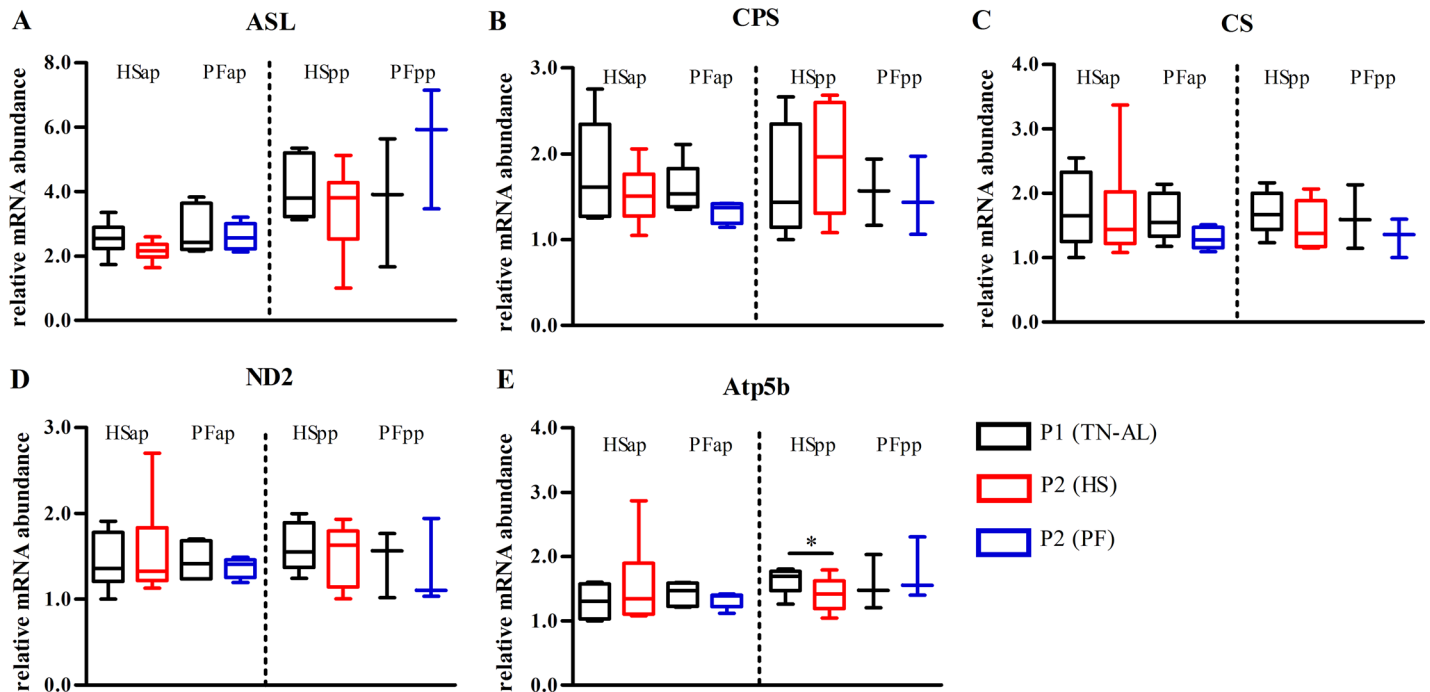 A ASL
relative mRNA abundance
8.0
6.0
4.0
2.0
0.0
HSap PFap HSpp PFpp
B CPS
relative mRNA abundance
3.0
2.0
1.0
0.0
HSap PFap HSpp PFpp
C CS
relative mRNA abundance
4.0
3.0
2.0
1.0
0.0
HSap PFap HSpp PFpp
D ND2
relative mRNA abundance
3.0
2.0
1.0
0.0
HSap PFap HSpp PFpp
E Atp5b
relative mRNA abundance
4.0
3.0
2.0
1.0
0.0
HSap PFap HSpp PFpp
*
P1 (TN-AL)
P2 (HS)
P2 (PF)